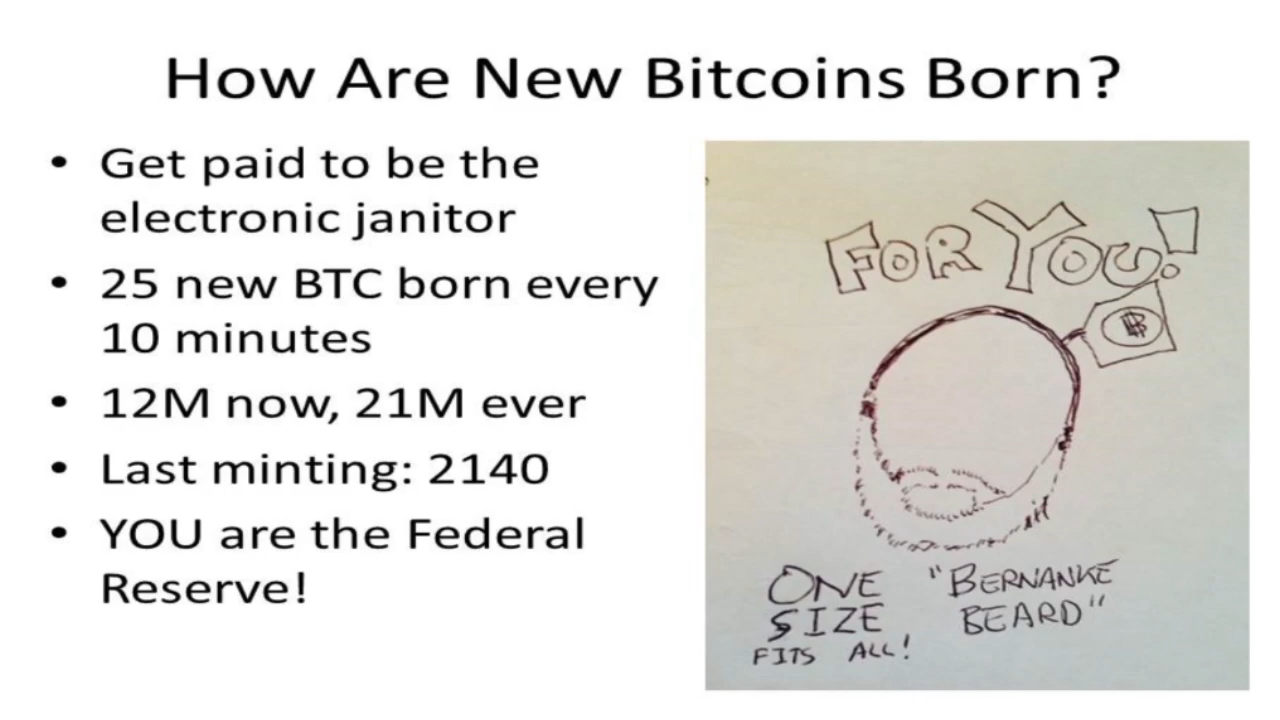 How Are New Bitcoins Born?
• Get paid to be the
electronic janitor
• 25 new BTC born every
10 minutes
• 12M now, 21M ever
• Last minting: 2140
• YOU are the Federal
Reserve!
FOR YOU!
₿
ONE "BERNANKE
SIZE BEARD"
FITS ALL!